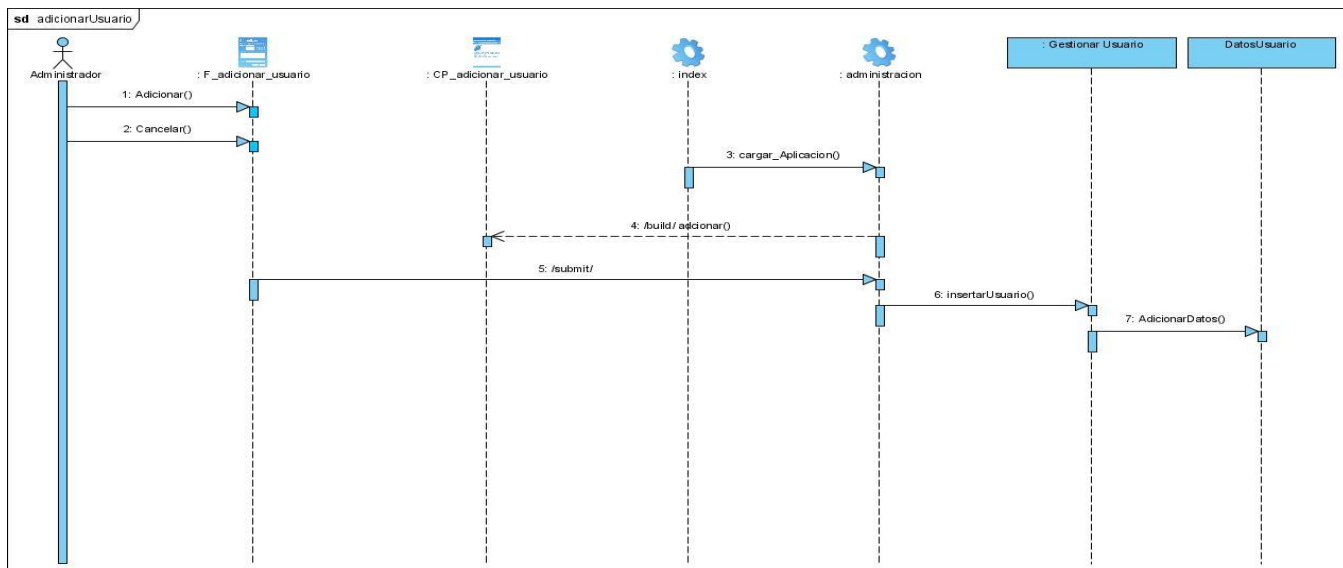 sd adicionarUsuario
Administrador
: F_adicionar_usuario
: CP_adicionar_usuario
: index
: administracion
: Gestionar Usuario
DatosUsuario
1: Adicionar()
2: Cancelar()
3: cargar_Aplicacion()
4: /build/ adcionar()
5: /submit/
6: insertarUsuario()
7: AdicionarDatos()